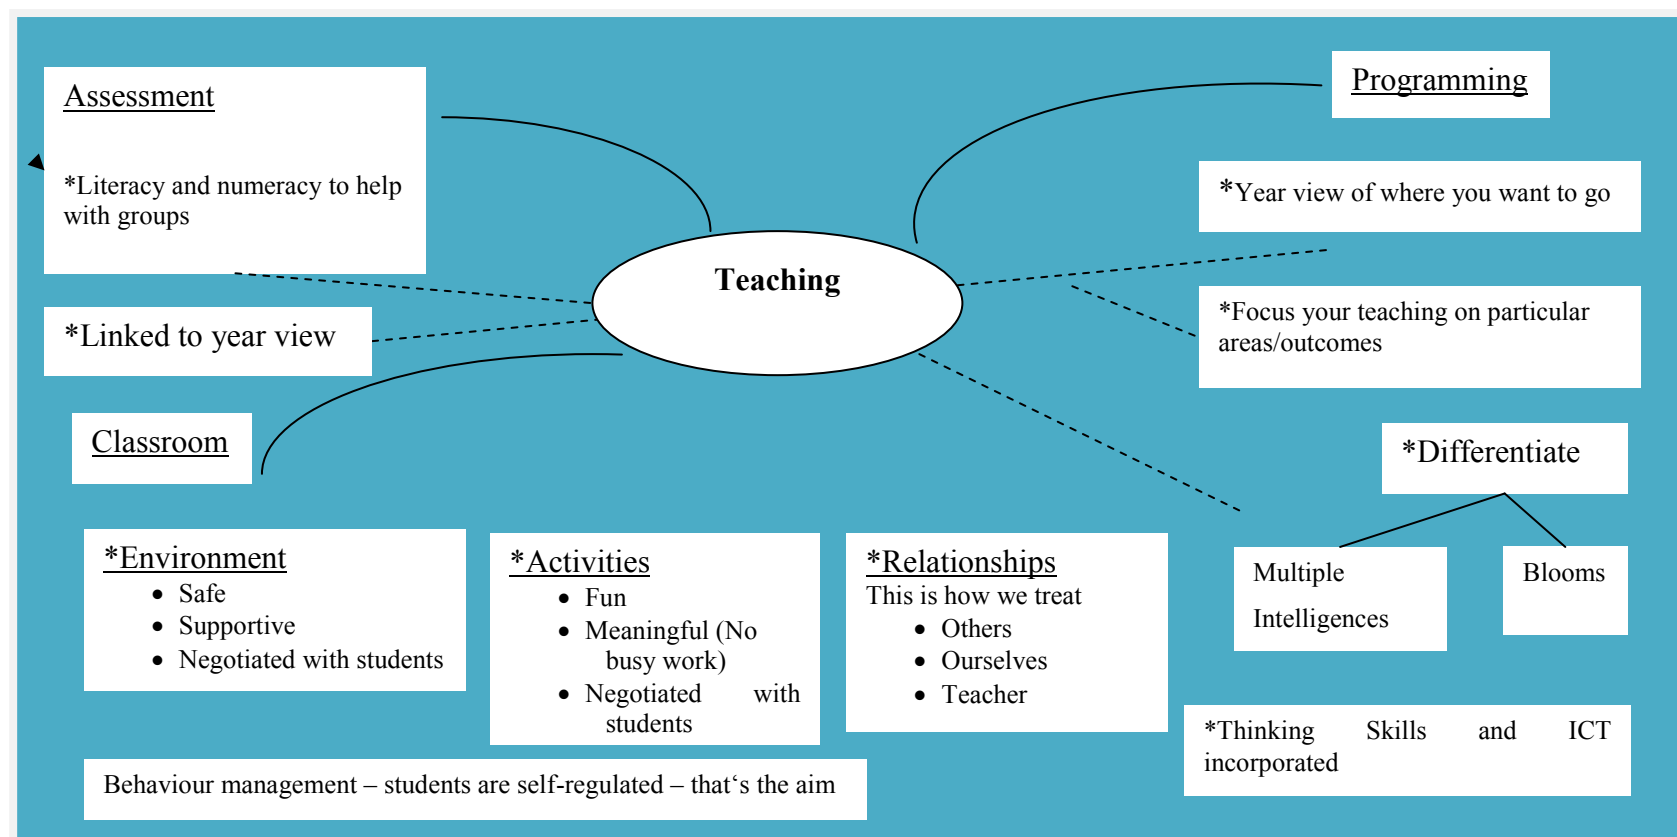 Assessment
*Literacy and numeracy to help
with groups
*Linked to year view
Teaching
Programming
*Year view of where you want to go
*Focus your teaching on particular
areas/outcomes
*Differentiate
Multiple
Intelligences
Blooms
*Thinking Skills and ICT
incorporated
Classroom
*Environment
• Safe
• Supportive
• Negotiated with students
*Activities
• Fun
• Meaningful (No
busy work)
• Negotiated with
students
*Relationships
This is how we treat
• Others
• Ourselves
• Teacher
Behaviour management – students are self-regulated – that‘s the aim